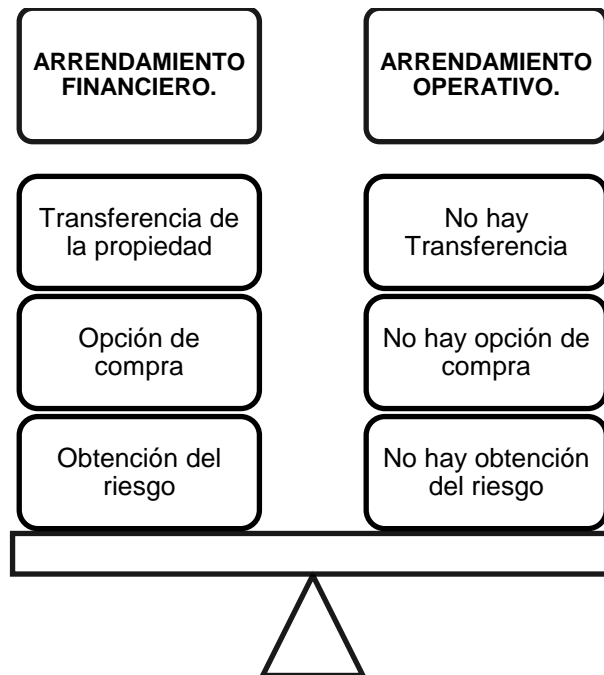 ARRENDAMIENTO
FINANCIERO.
ARRENDAMIENTO
OPERATIVO.
Transferencia de
la propiedad
No hay
Transferencia
Opción de
compra
No hay opción de
compra
Obtención del
riesgo
No hay obtención
del riesgo